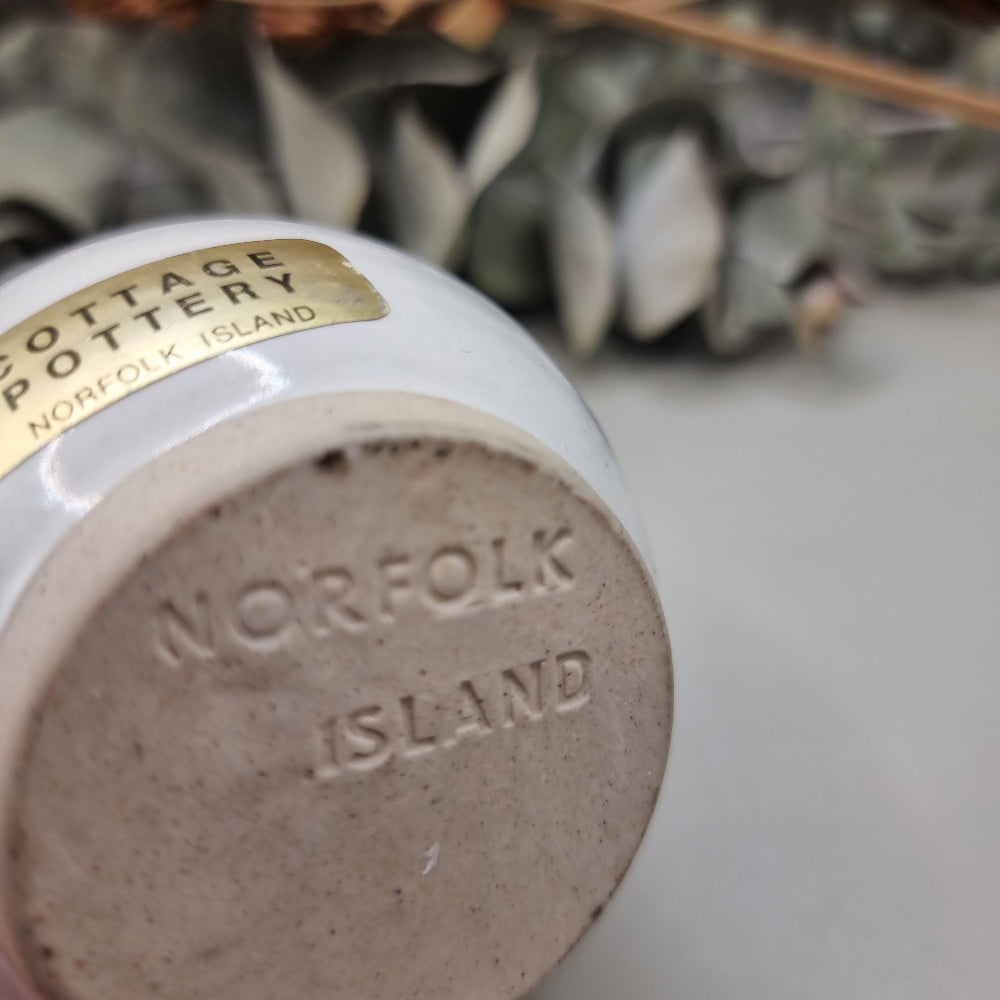 COTTAGE
POTTERY
NORFOLK ISLAND
NORFOLK
ISLAND